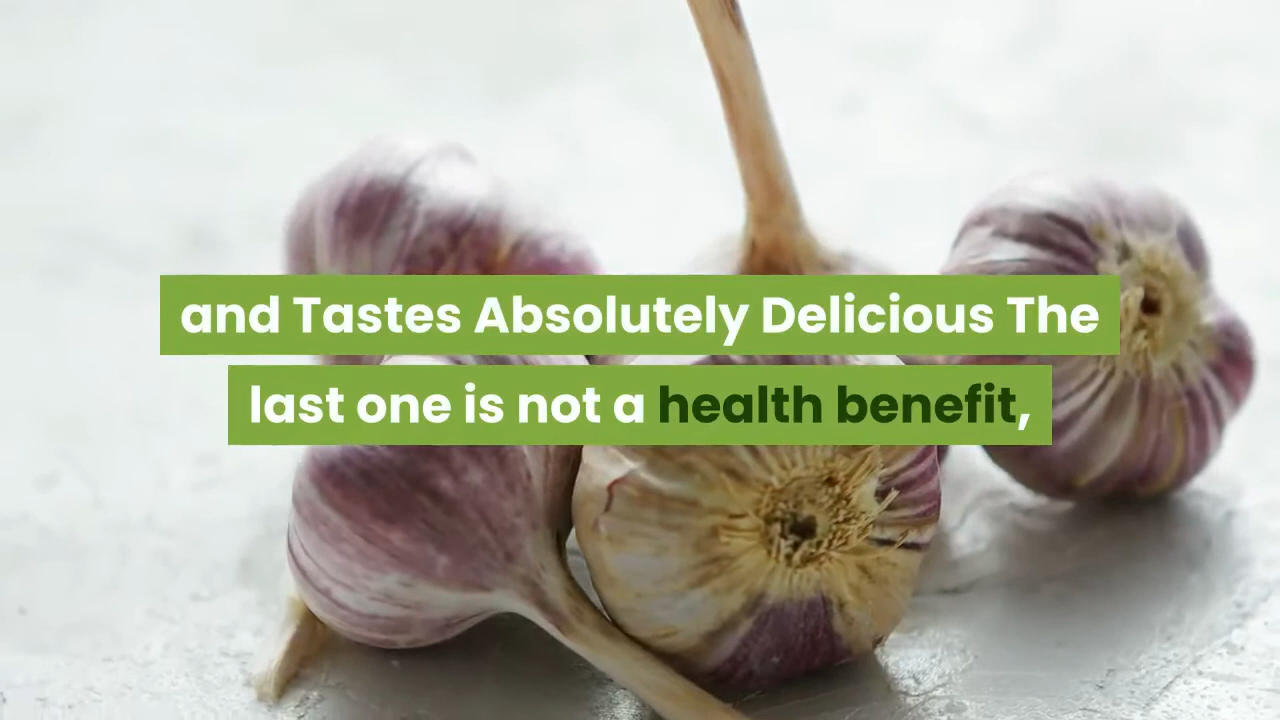 and Tastes Absolutely Delicious The
last one is not a health benefit,